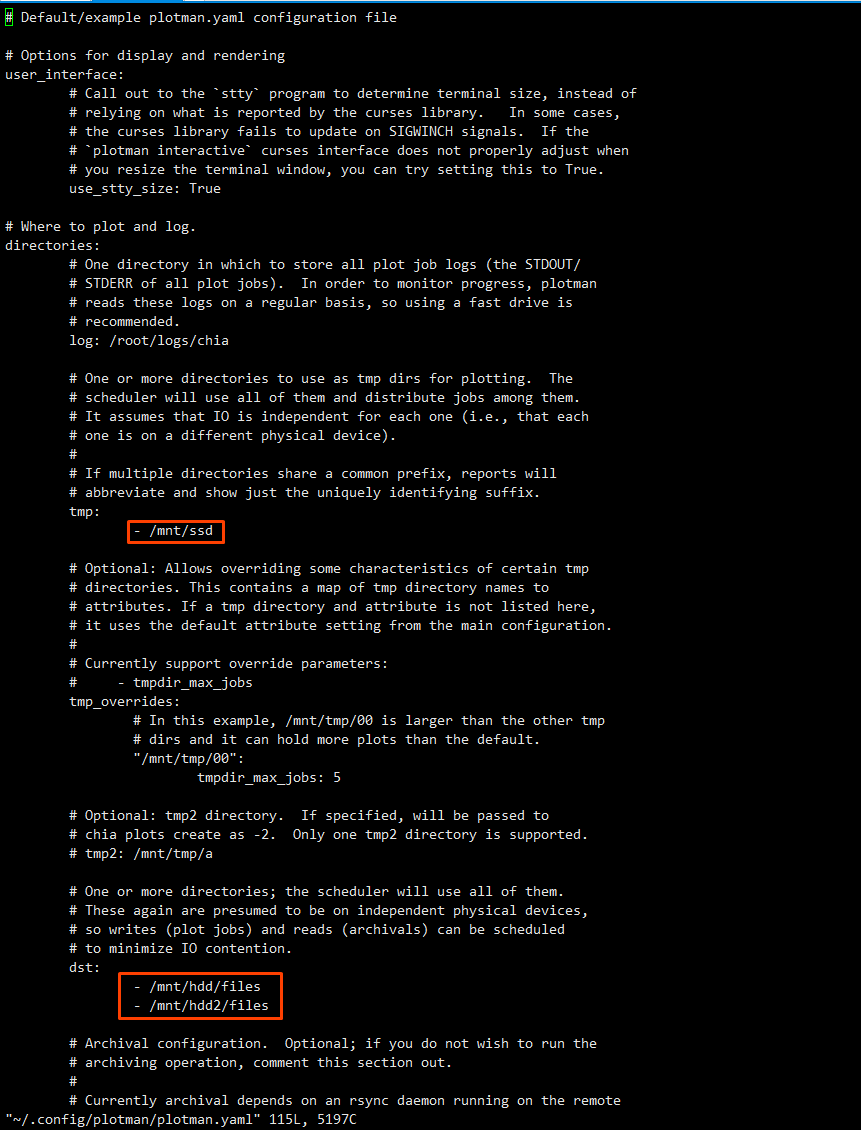 # Default/example plotman.yaml configuration file
# Options for display and rendering
user_interface:
# Call out to the `stty` program to determine terminal size, instead of
# relying on what is reported by the curses library.   In some cases,
# the curses library fails to update on SIGWINCH signals.  If the
# `plotman interactive` curses interface does not properly adjust when
# you resize the terminal window, you can try setting this to True.
use_stty_size: True
# Where to plot and log.
directories:
# One directory in which to store all plot job logs (the STDOUT/
# STDERR of all plot jobs).  In order to monitor progress, plotman
# reads these logs on a regular basis, so using a fast drive is
# recommended.
log: /root/logs/chia
# One or more directories to use as tmp dirs for plotting.  The
# scheduler will use all of them and distribute jobs among them.
# It assumes that IO is independent for each one (i.e., that each
# one is on a different physical device).
#
# If multiple directories share a common prefix, reports will
# abbreviate and show just the uniquely identifying suffix.
tmp:
- /mnt/ssd
# Optional: Allows overriding some characteristics of certain tmp
# directories. This contains a map of tmp directory names to
# attributes. If a tmp directory and attribute is not listed here,
# it uses the default attribute setting from the main configuration.
#
# Currently support override parameters:
#     - tmpdir_max_jobs
tmp_overrides:
# In this example, /mnt/tmp/00 is larger than the other tmp
# dirs and it can hold more plots than the default.
"/mnt/tmp/00":
tmpdir_max_jobs: 5
# Optional: tmp2 directory.  If specified, will be passed to
# chia plots create as -2.  Only one tmp2 directory is supported.
# tmp2: /mnt/tmp/a
# One or more directories; the scheduler will use all of them.
# These again are presumed to be on independent physical devices,
# so writes (plot jobs) and reads (archivals) can be scheduled
# to minimize IO contention.
dst:
- /mnt/hdd/files
- /mnt/hdd2/files
# Archival configuration.  Optional; if you do not wish to run the
# archiving operation, comment this section out.
#
# Currently archival depends on an rsync daemon running on the remote
"~/.config/plotman/plotman.yaml" 115L, 5197C